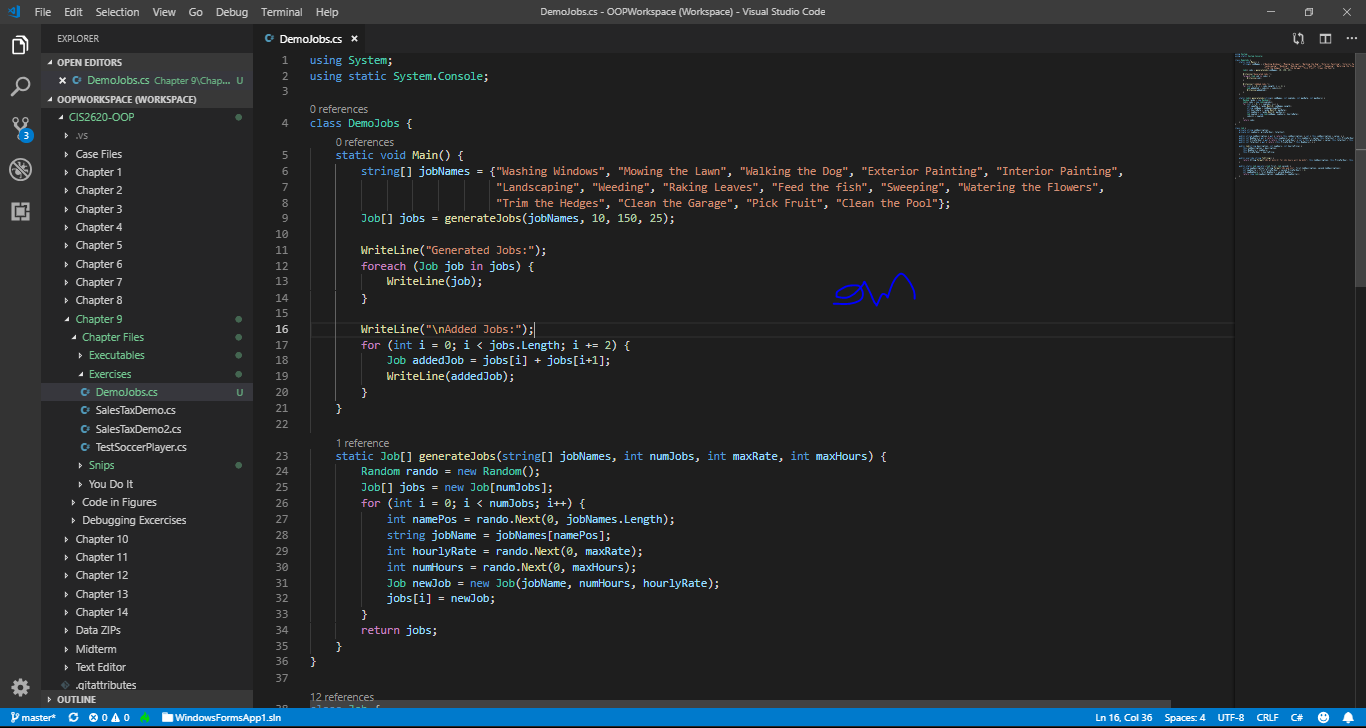 File Edit Selection View Go Debug Terminal Help
DemoJobs.cs - OOPWorkspace (Workspace) - Visual Studio Code
EXPLORER
OPEN EDITORS
DemoJobs.cs Chapter 9\Chap... U
OOPWORKSPACE (WORKSPACE)
CIS2620-OOP
.vs
Case Files
Chapter 1
Chapter 2
Chapter 3
Chapter 4
Chapter 5
Chapter 6
Chapter 7
Chapter 8
Chapter 9
Chapter Files
Executables
Exercises
DemoJobs.cs U
SalesTaxDemo.cs
SalesTaxDemo2.cs
TestSoccerPlayer.cs
Snips
You Do It
Code in Figures
Debugging Excercises
Chapter 10
Chapter 11
Chapter 12
Chapter 13
Chapter 14
Data ZIPs
Midterm
Text Editor
.gitattributes
OUTLINE
3
DemoJobs.cs
1 using System;
2 using static System.Console;
3
0 references
4 class DemoJobs {
0 references
5 static void Main() {
6 string[] jobNames = {"Washing Windows", "Mowing the Lawn", "Walking the Dog", "Exterior Painting", "Interior Painting",
7 "Landscaping", "Weeding", "Raking Leaves", "Feed the fish", "Sweeping", "Watering the Flowers",
8 "Trim the Hedges", "Clean the Garage", "Pick Fruit", "Clean the Pool"};
9 Job[] jobs = generateJobs(jobNames, 10, 150, 25);
10
11 WriteLine("Generated Jobs:");
12 foreach (Job job in jobs) {
13 WriteLine(job);
14 }
15
16 WriteLine("\nAdded Jobs:");
17 for (int i = 0; i < jobs.Length; i += 2) {
18 Job addedJob = jobs[i] + jobs[i+1];
19 WriteLine(addedJob);
20 }
21 }
22
1 reference
23 static Job[] generateJobs(string[] jobNames, int numJobs, int maxRate, int maxHours) {
24 Random rando = new Random();
25 Job[] jobs = new Job[numJobs];
26 for (int i = 0; i < numJobs; i++) {
27 int namePos = rando.Next(0, jobNames.Length);
28 string jobName = jobNames[namePos];
29 int hourlyRate = rando.Next(0, maxRate);
30 int numHours = rando.Next(0, maxHours);
31 Job newJob = new Job(jobName, numHours, hourlyRate);
32 jobs[i] = newJob;
33 }
34 return jobs;
35 }
36 }
37
12 references
master* 0 0 WindowsFormsApp1.sln
Ln 16, Col 36 Spaces: 4 UTF-8 CRLF C#